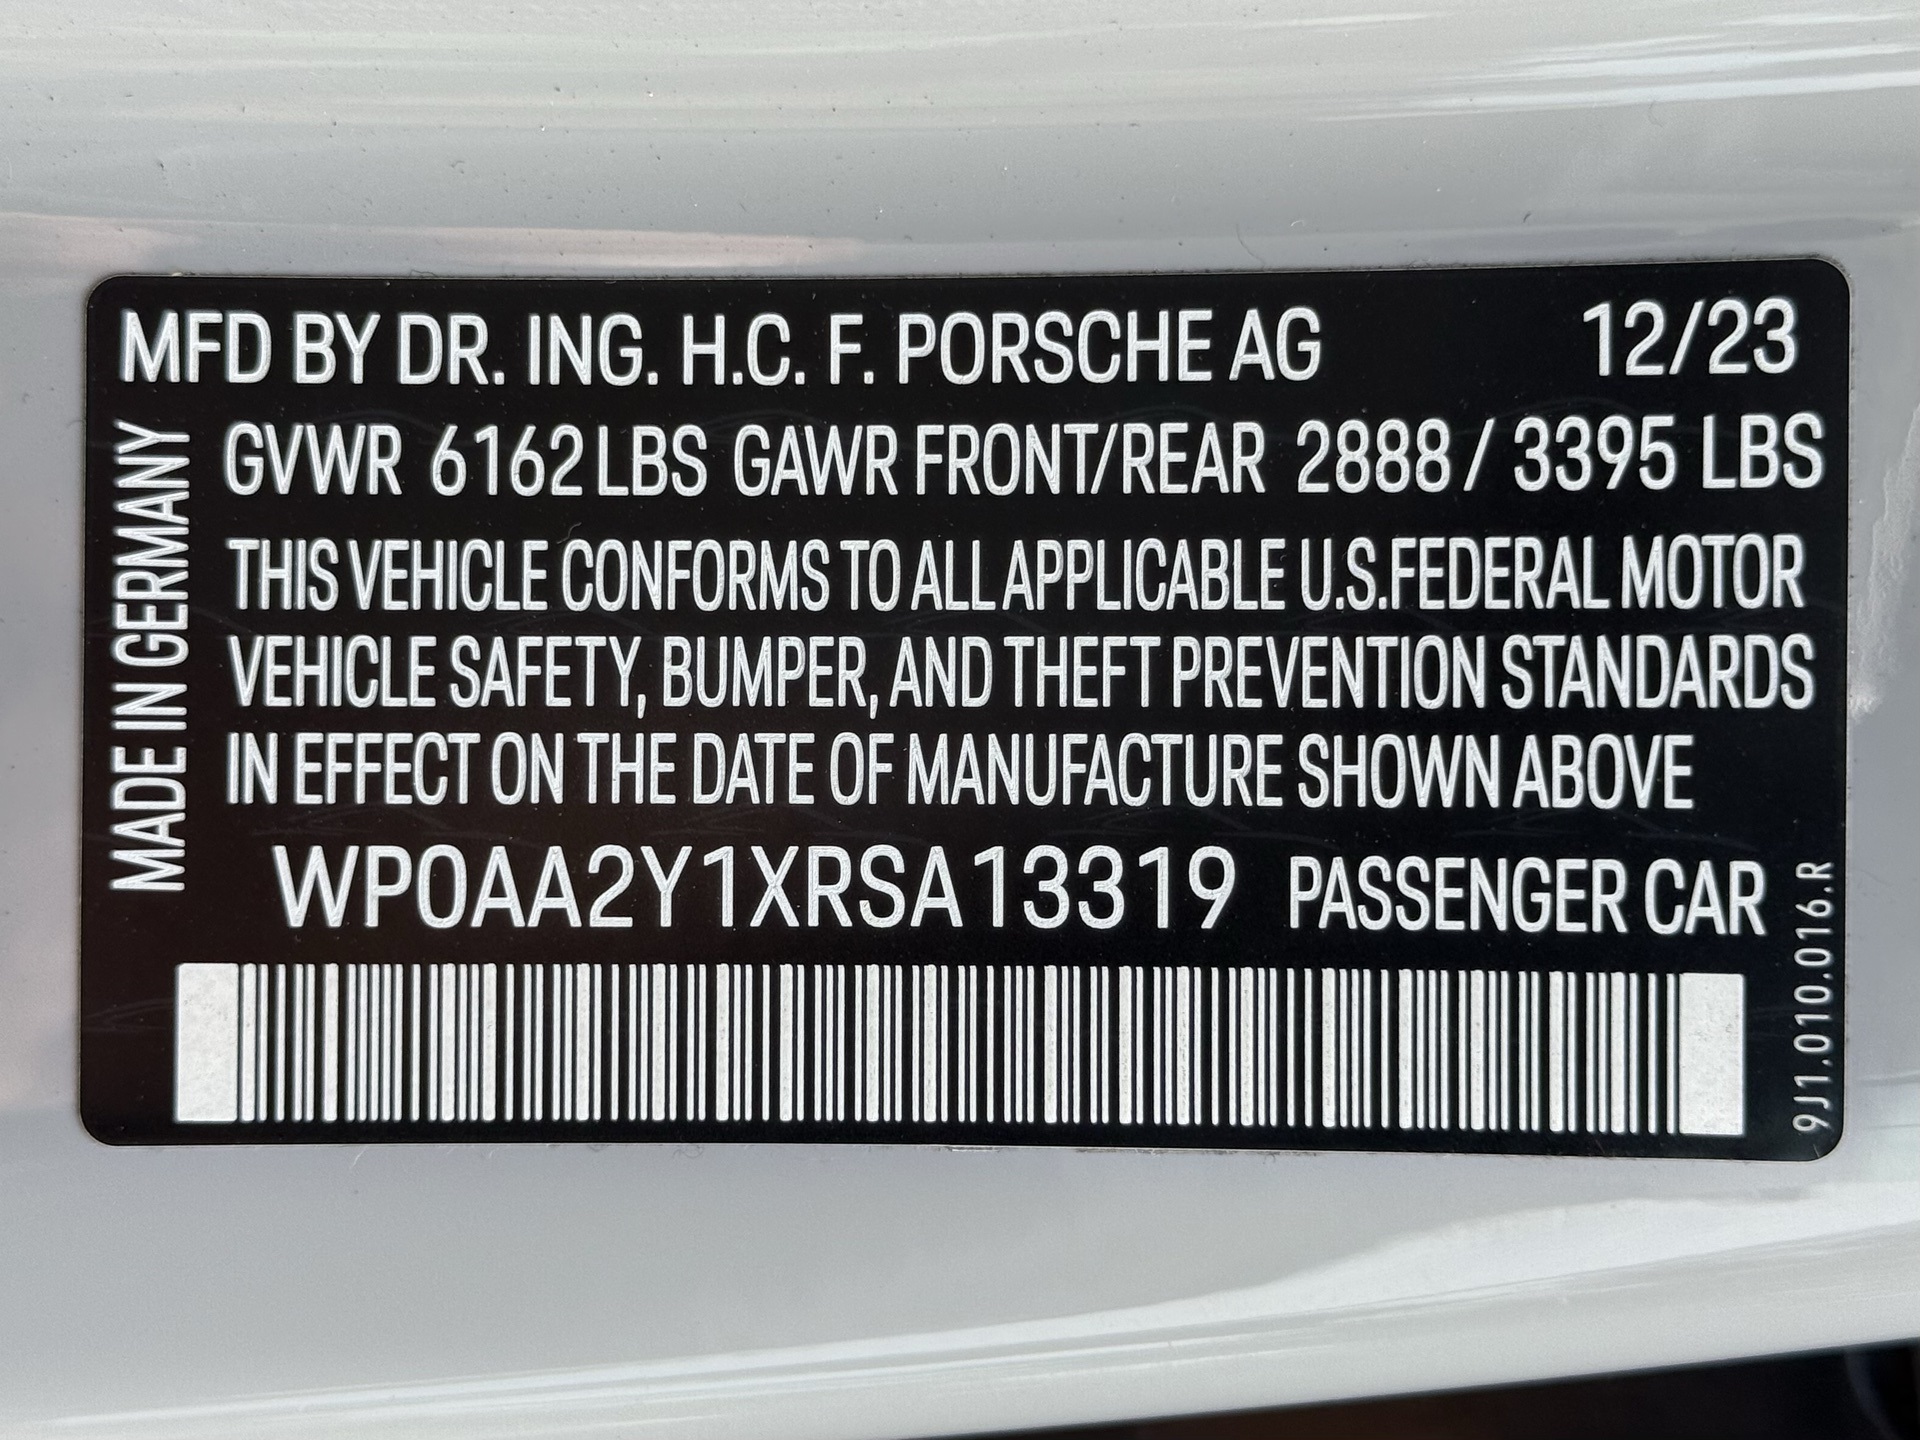 MFD BY DR. ING. H.C. F. PORSCHE AG 12/23
GVWR 6162 LBS GAWR FRONT/REAR 2888 / 3395 LBS
THIS VEHICLE CONFORMS TO ALL APPLICABLE U.S.FEDERAL MOTOR
VEHICLE SAFETY, BUMPER, AND THEFT PREVENTION STANDARDS
IN EFFECT ON THE DATE OF MANUFACTURE SHOWN ABOVE
WP0AA2Y1XRSA13319 PASSENGER CAR
MADE IN GERMANY
9J1.010.016.R